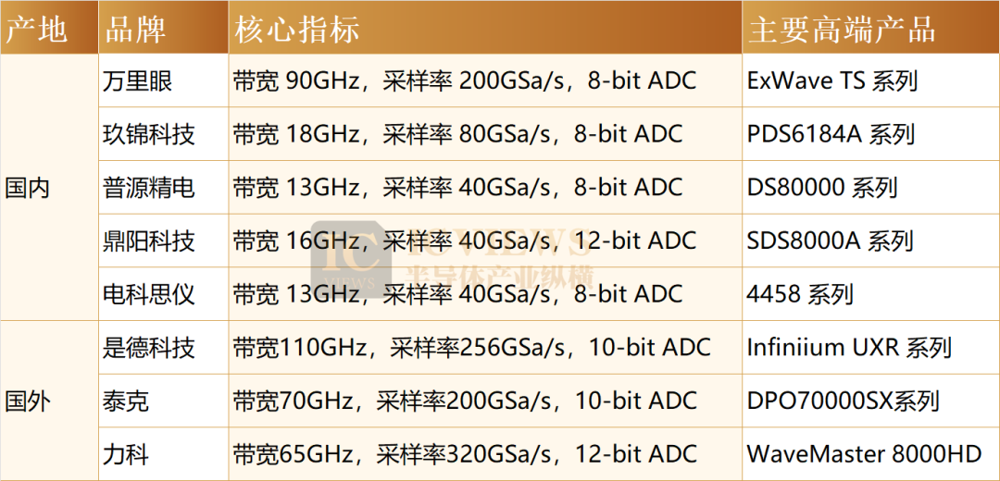 产地 品牌 核心指标 主要高端产品
国内 万里眼 带宽 90GHz，采样率 200GSa/s，8-bit ADC ExWave TS 系列
玖锦科技 带宽 18GHz，采样率 80GSa/s，8-bit ADC PDS6184A 系列
普源精电 带宽 13GHz，采样率 40GSa/s，8-bit ADC DS80000 系列
鼎阳科技 带宽 16GHz，采样率 40GSa/s，12-bit ADC SDS8000A 系列
电科思仪 带宽 13GHz，采样率 40GSa/s，8-bit ADC 4458 系列
国外 是德科技 带宽110GHz，采样率256GSa/s，10-bit ADC Infiniium UXR 系列
泰克 带宽70GHz，采样率200GSa/s，10-bit ADC DPO70000SX系列
力科 带宽65GHz，采样率320GSa/s，12-bit ADC WaveMaster 8000HD
IC VIEWS
ICVIEWS
半导体产业纵横